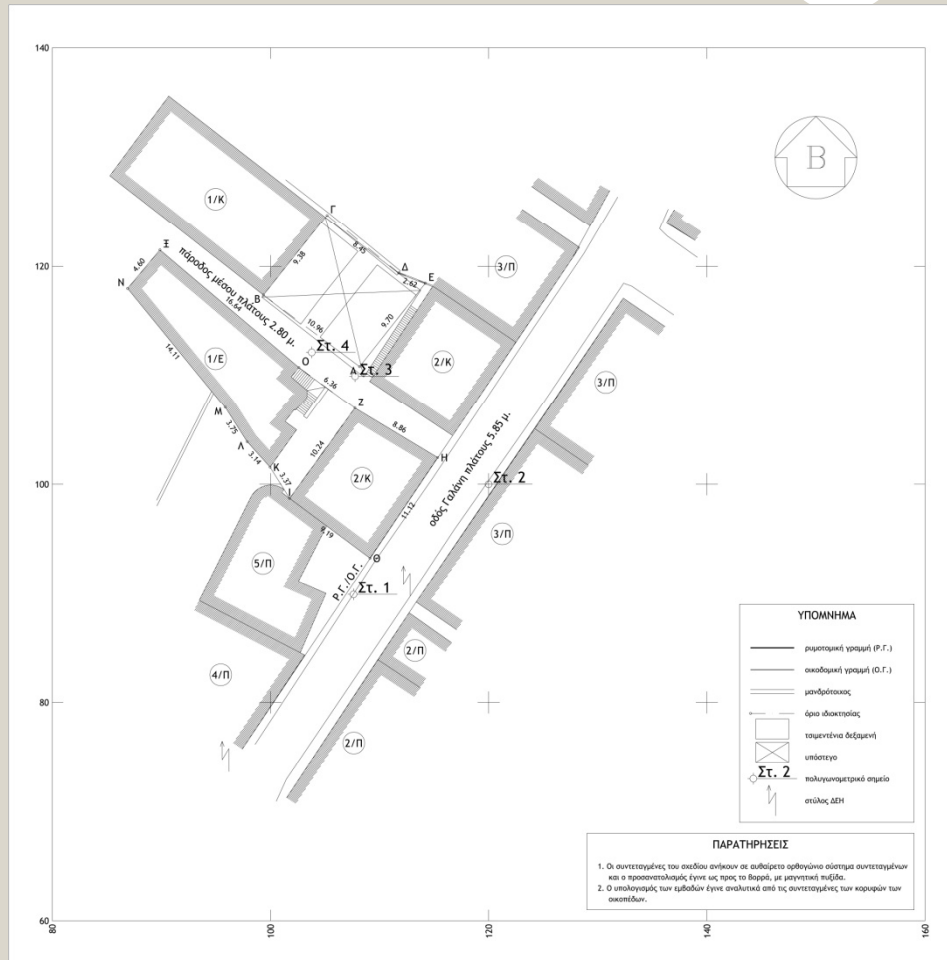 140
120
100
80
60
80
100
120
140
160
Β
1/Κ
Γ
8.45
Δ
2.62
Ε
3/Π
9.38
9.70
Ξ
4.60
Ν
πάροδος μέσου πλάτους 2.80 μ.
16.64
Β
10.96
Στ. 4
Στ. 3
Α
Ο
6.36
2/Κ
3/Π
1/Ε
14.11
Ζ
8.86
Η
Μ
3.75
Λ
3.14
Κ
3.37
Ι
10.24
2/Κ
11.12
οδός Γαλάνη πλάτους 5.85 μ.
Στ. 2
3/Π
9.19
Θ
Ρ.Γ./Ο.Γ.
Στ. 1
5/Π
4/Π
2/Π
2/Π
ΥΠΟΜΝΗΜΑ
ρυμοτομική γραμμή (Ρ.Γ.)
οικοδομική γραμμή (Ο.Γ.)
μανδρότοιχος
όριο ιδιοκτησίας
τσιμεντένια δεξαμενή
υπόστεγο
Στ. 2 πολυγωνομετρικό σημείο
στύλος ΔΕΗ
ΠΑΡΑΤΗΡΗΣΕΙΣ
1. Οι συντεταγμένες του σχεδίου ανήκουν σε αυθαίρετο ορθογώνιο σύστημα συντεταγμένων
και ο προσανατολισμός έγινε ως προς το Βορρά, με μαγνητική πυξίδα.
2. Ο υπολογισμός των εμβαδών έγινε αναλυτικά από τις συντεταγμένες των κορυφών των
οικοπέδων.